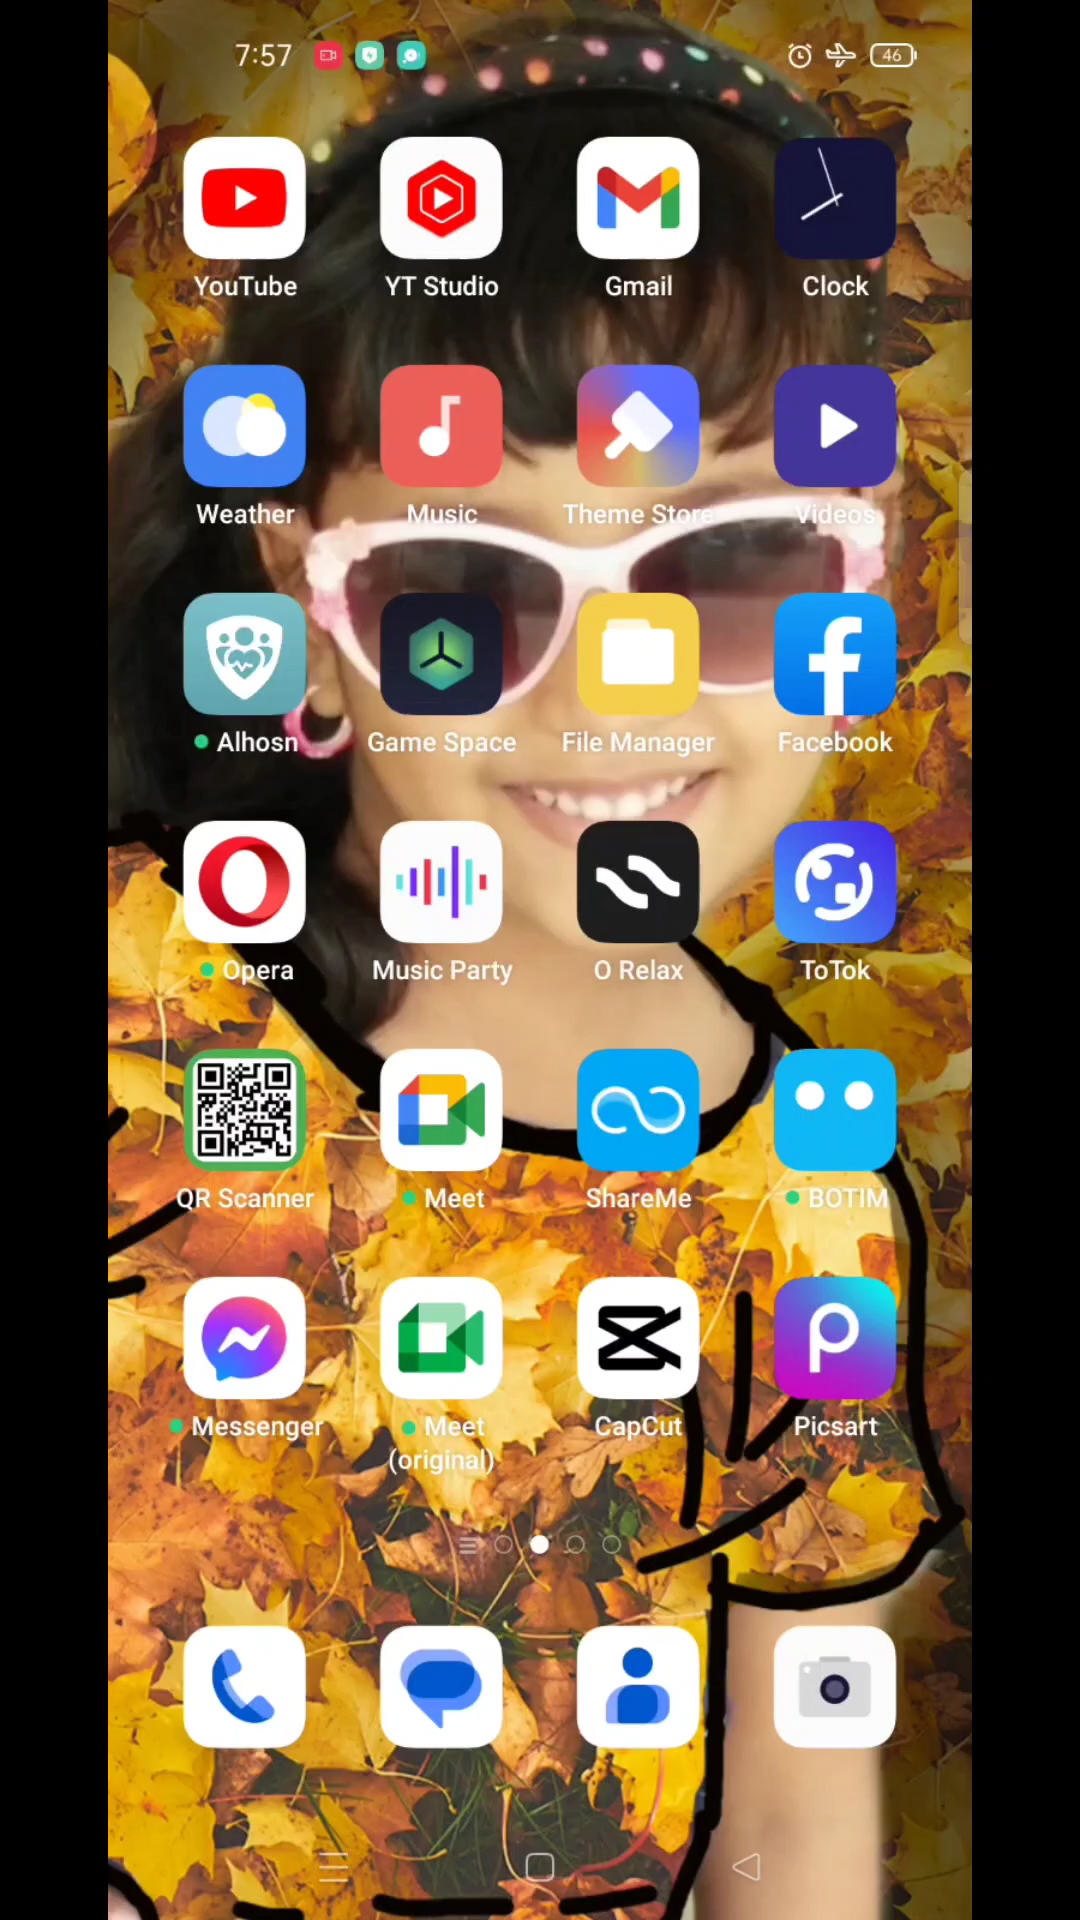 7:57
46
YouTube
YT Studio
Gmail
Clock
Weather
Music
Theme Store
Videos
Alhosn
Game Space
File Manager
Facebook
Opera
Music Party
O Relax
ToTok
QR Scanner
Meet
ShareMe
BOTIM
Messenger
Meet
(original)
CapCut
Picsart